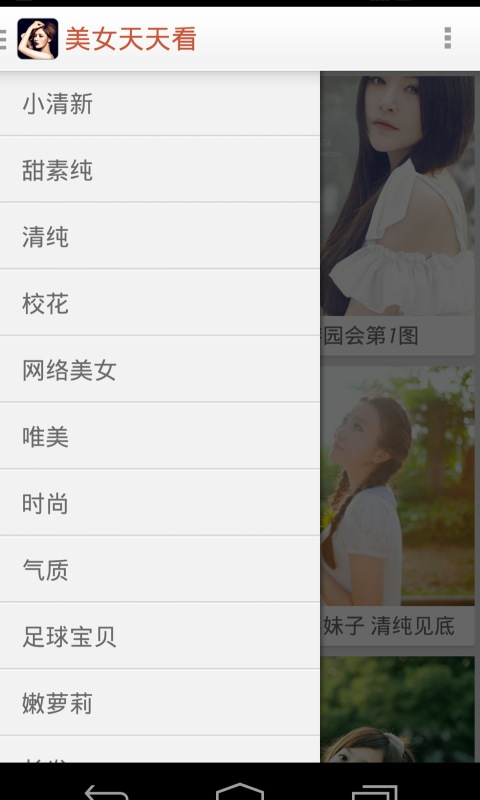 美女天天看
小清新
甜素纯
清纯
校花
网络美女
唯美
时尚
气质
足球宝贝
嫩萝莉
园会第1图
妹子 清纯见底